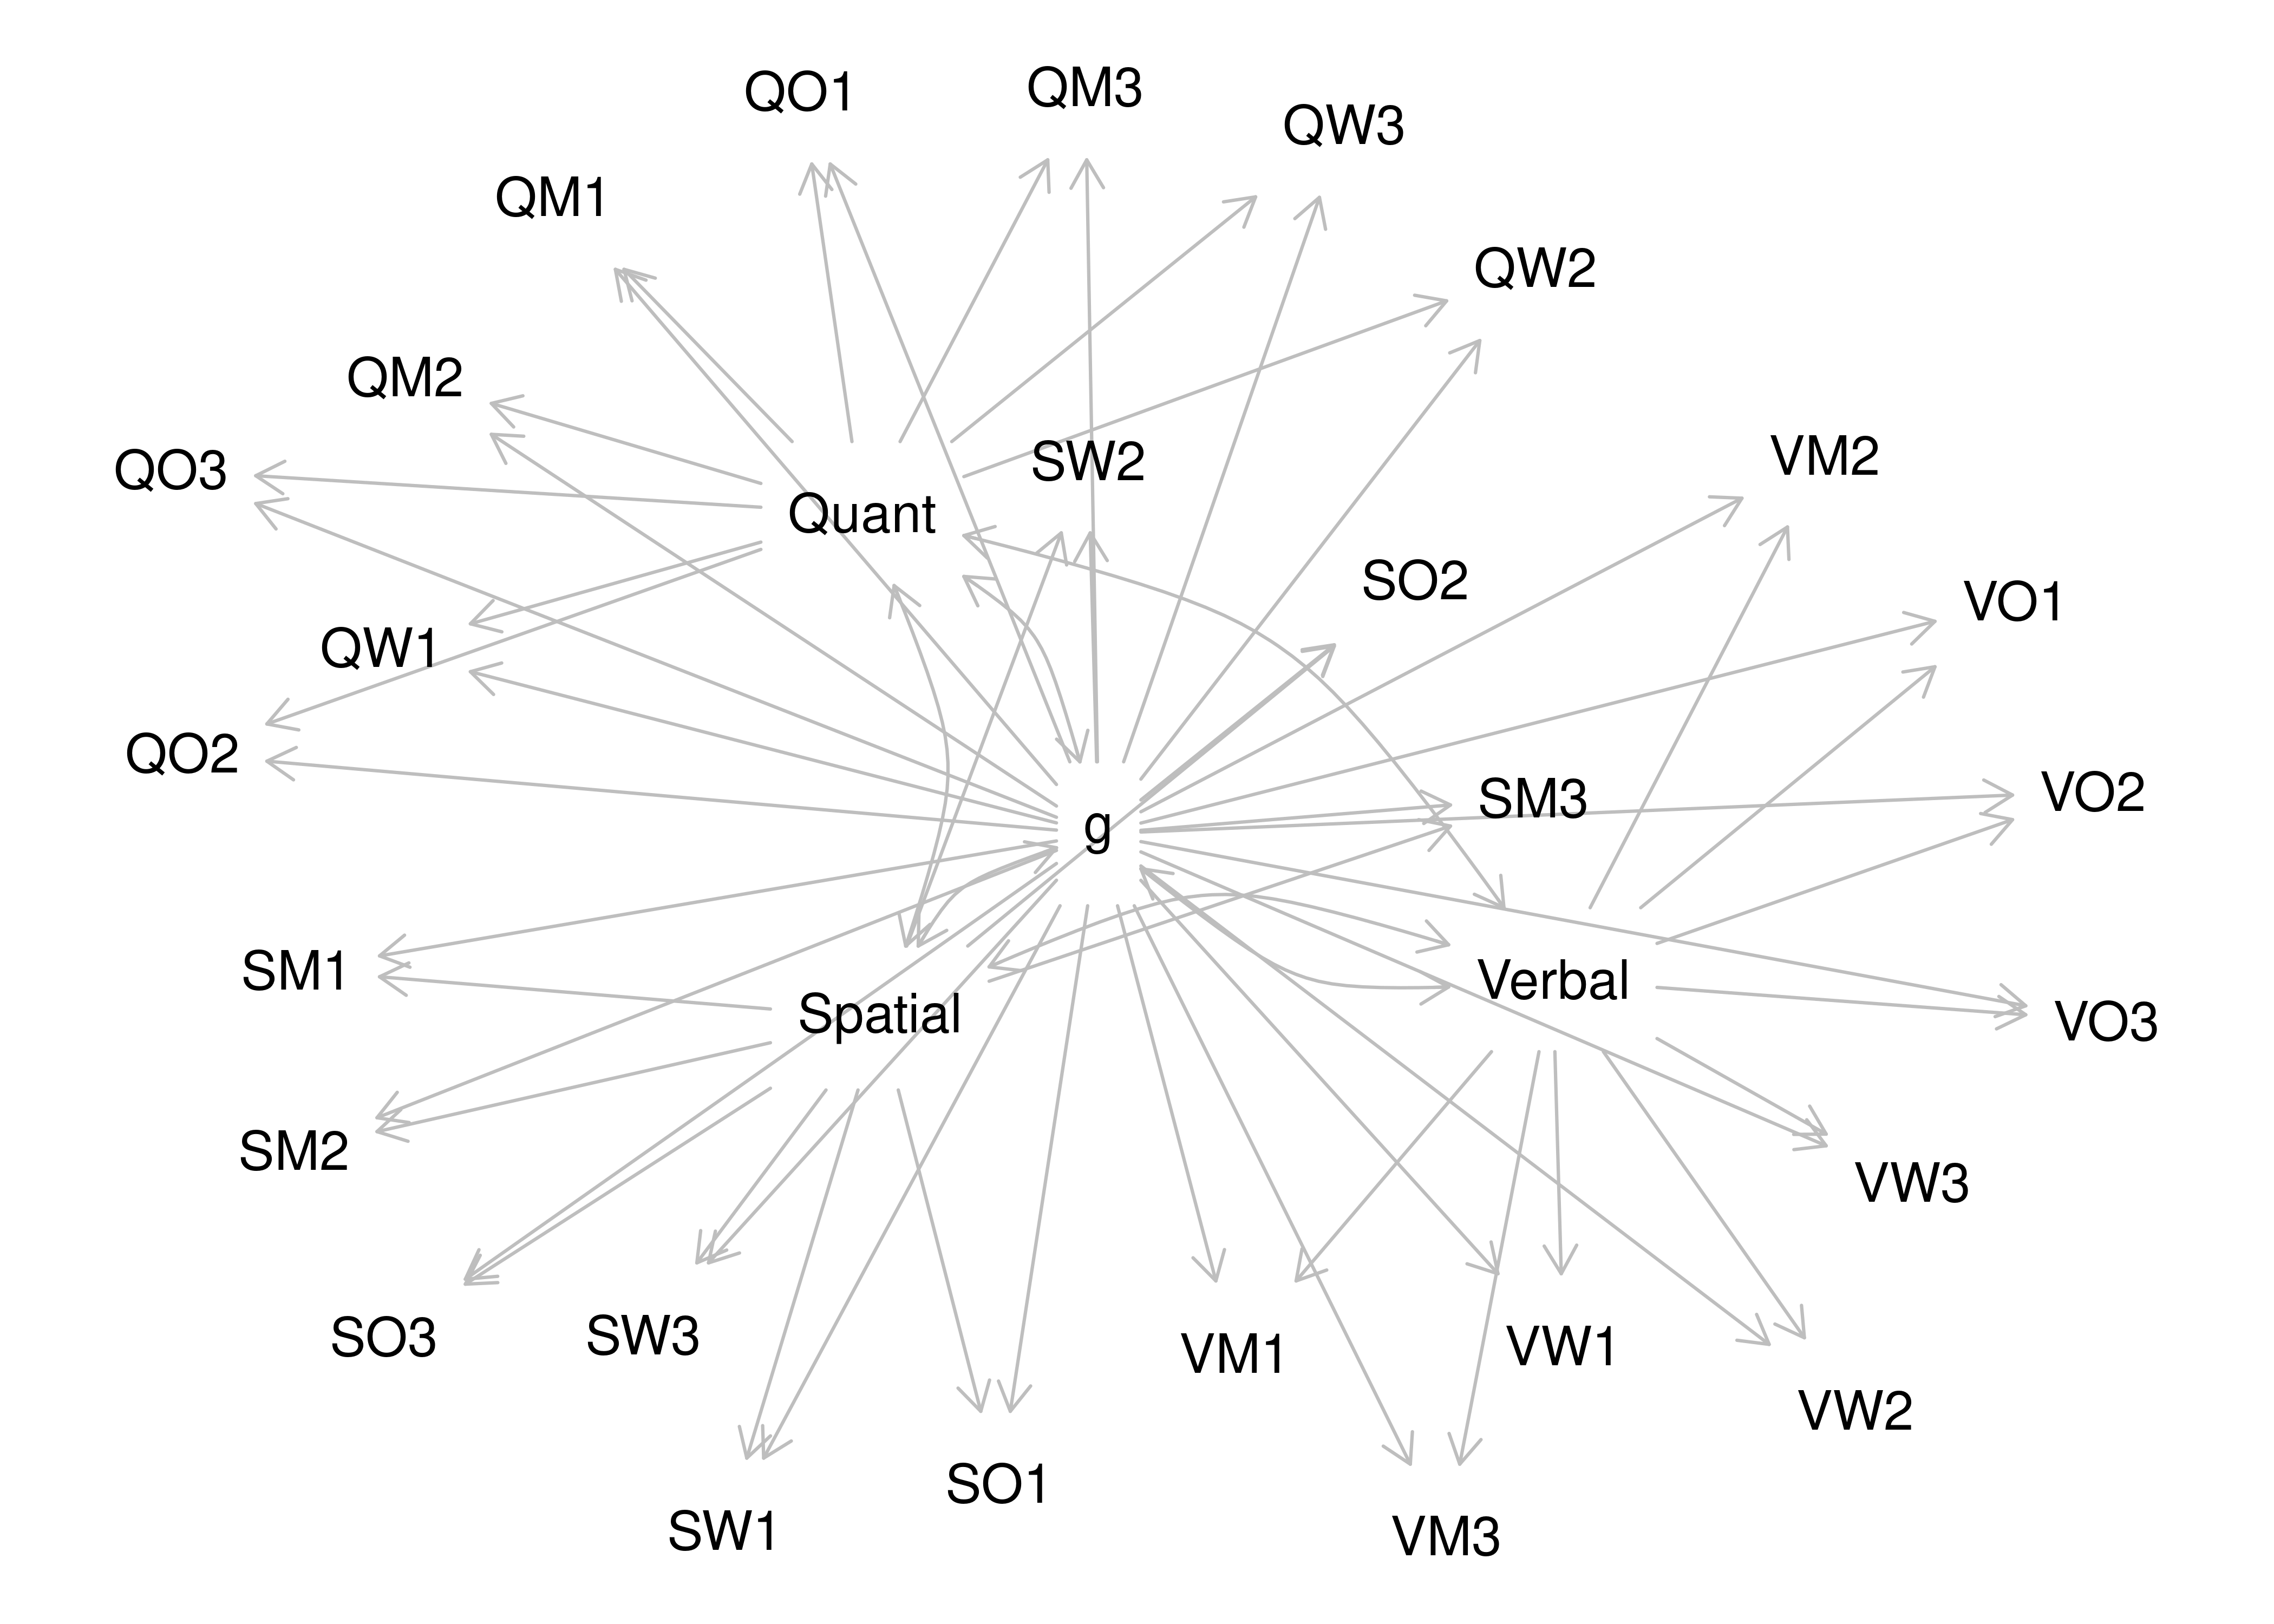 QM3
QO1
QW3
QM1
QW2
QM2
VM2
SW2
QO3
Quant
SO2
VO1
QW1
QO2
VO2
SM3
g
SM1
Verbal
Spatial
VO3
SM2
VW3
SO3
SW3
VW1
VM1
VW2
SO1
SW1
VM3